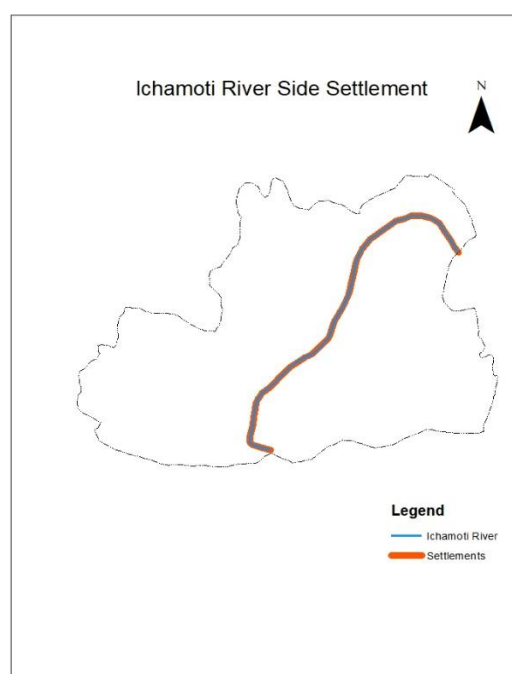 Ichamoti River Side Settlement
N
Legend
Ichamoti River
Settlements